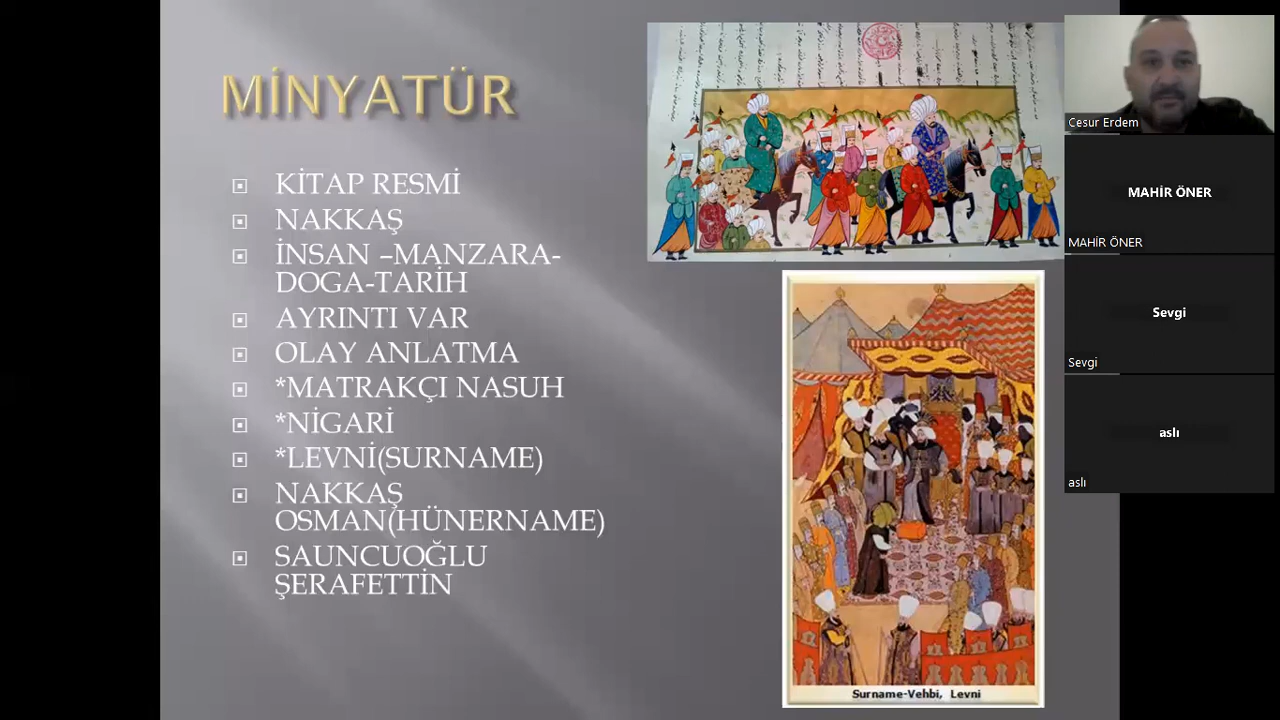 MİNYATÜR
KİTAP RESMİ
NAKKAŞ
İNSAN –MANZARA-
DOGA-TARİH
AYRINTI VAR
OLAY ANLATMA
*MATRAKÇI NASUH
*NİGARİ
*LEVNİ(SURNAME)
NAKKAŞ
OSMAN(HÜNERNAME)
SAUNCUOĞLU
ŞERAFETTİN
Surname-Vehbi, Levni
Cesur Erdem
MAHİR ÖNER
MAHİR ÖNER
Sevgi
Sevgi
aslı
aslı